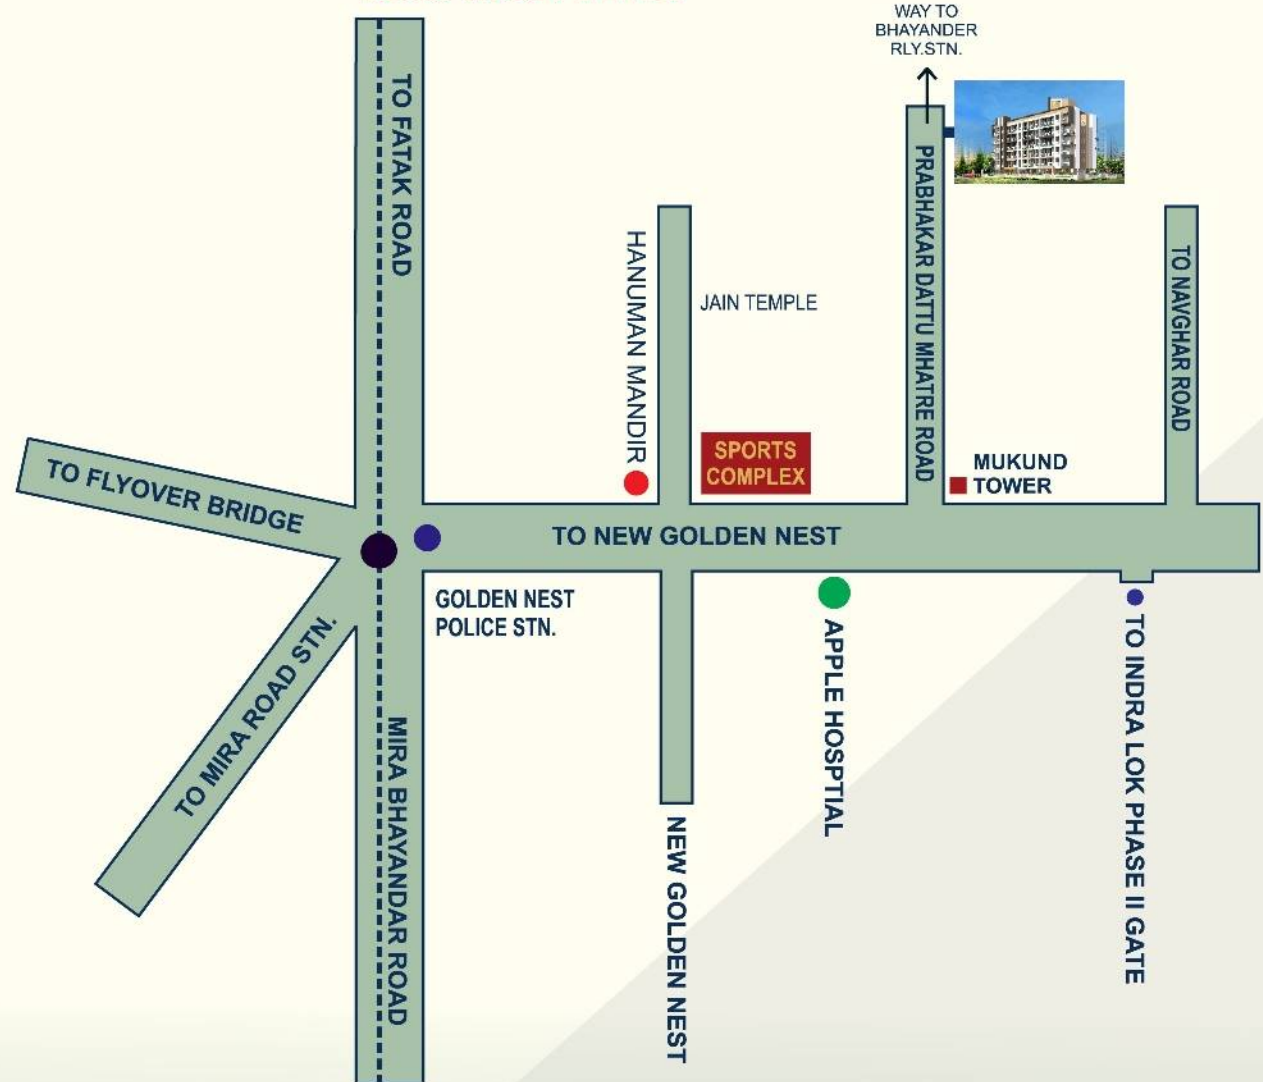 WAY TO
BHAYANDER
RLY.STN.
TO FATAK ROAD
PRABHAKAR DATTU MHATRE ROAD
HANUMAN MANDIR
JAIN TEMPLE
TO NAVGHAR ROAD
SPORTS
COMPLEX
MUKUND
TOWER
TO FLYOVER BRIDGE
TO NEW GOLDEN NEST
GOLDEN NEST
POLICE STN.
TO MIRA ROAD STN.
MIRA BHAYANDAR ROAD
APPLE HOSPTIAL
TO INDRA LOK PHASE II GATE
NEW GOLDEN NEST